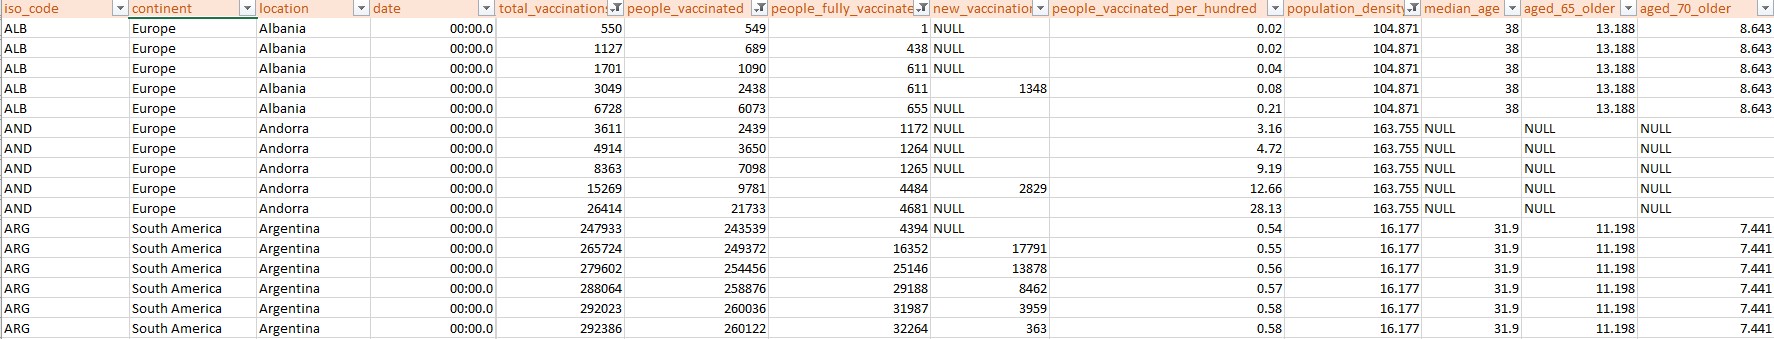 iso_code continent location date total_vaccinations people_vaccinated people_fully_vaccinate new_vaccination people_vaccinated_per_hundred population_density median_age aged_65_older aged_70_older
ALB Europe Albania 00:00.0 550 549 1 NULL 0.02 104.871 38 13.188 8.643
ALB Europe Albania 00:00.0 1127 689 438 NULL 0.02 104.871 38 13.188 8.643
ALB Europe Albania 00:00.0 1701 1090 611 NULL 0.04 104.871 38 13.188 8.643
ALB Europe Albania 00:00.0 3049 2438 611 1348 0.08 104.871 38 13.188 8.643
ALB Europe Albania 00:00.0 6728 6073 655 NULL 0.21 104.871 38 13.188 8.643
AND Europe Andorra 00:00.0 3611 2439 1172 NULL 3.16 163.755 NULL NULL NULL
AND Europe Andorra 00:00.0 4914 3650 1264 NULL 4.72 163.755 NULL NULL NULL
AND Europe Andorra 00:00.0 8363 7098 1265 NULL 9.19 163.755 NULL NULL NULL
AND Europe Andorra 00:00.0 15269 9781 4484 2829 12.66 163.755 NULL NULL NULL
AND Europe Andorra 00:00.0 26414 21733 4681 NULL 28.13 163.755 NULL NULL NULL
ARG South America Argentina 00:00.0 247933 243539 4394 NULL 0.54 16.177 31.9 11.198 7.441
ARG South America Argentina 00:00.0 265724 249372 16352 17791 0.55 16.177 31.9 11.198 7.441
ARG South America Argentina 00:00.0 279602 254456 25146 13878 0.56 16.177 31.9 11.198 7.441
ARG South America Argentina 00:00.0 288064 258876 29188 8462 0.57 16.177 31.9 11.198 7.441
ARG South America Argentina 00:00.0 292023 260036 31987 3959 0.58 16.177 31.9 11.198 7.441
ARG South America Argentina 00:00.0 292386 260122 32264 363 0.58 16.177 31.9 11.198 7.441